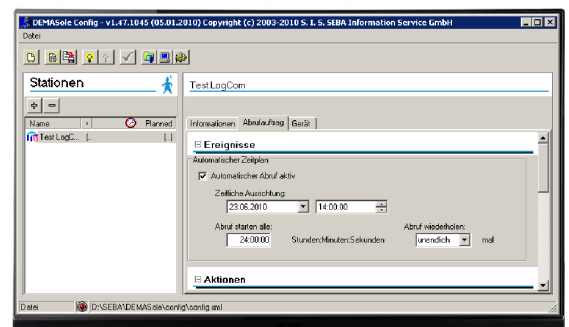 DEMASole Config - v1.47.1045 (05.01.2010) Copyright (c) 2003-2010 S. I. S. SEBA Information Service GmbH
Datei
Stationen
Name
Planned
Test LogC...
[...
[.]
TestLogCom
Informationen Abrufauftrag Gerät
Ereignisse
Automatischer Zeitplan
Automatischer Abruf aktiv
Zeitliche Ausrichtung:
23.06.2010 14:00:00
Abruf starten alle: Abruf wiederholen:
24:00:00 Stunden:Minuten:Sekunden unendlich mal
Aktionen
Datei D:\SEBA\DEMASole\config\config.xml